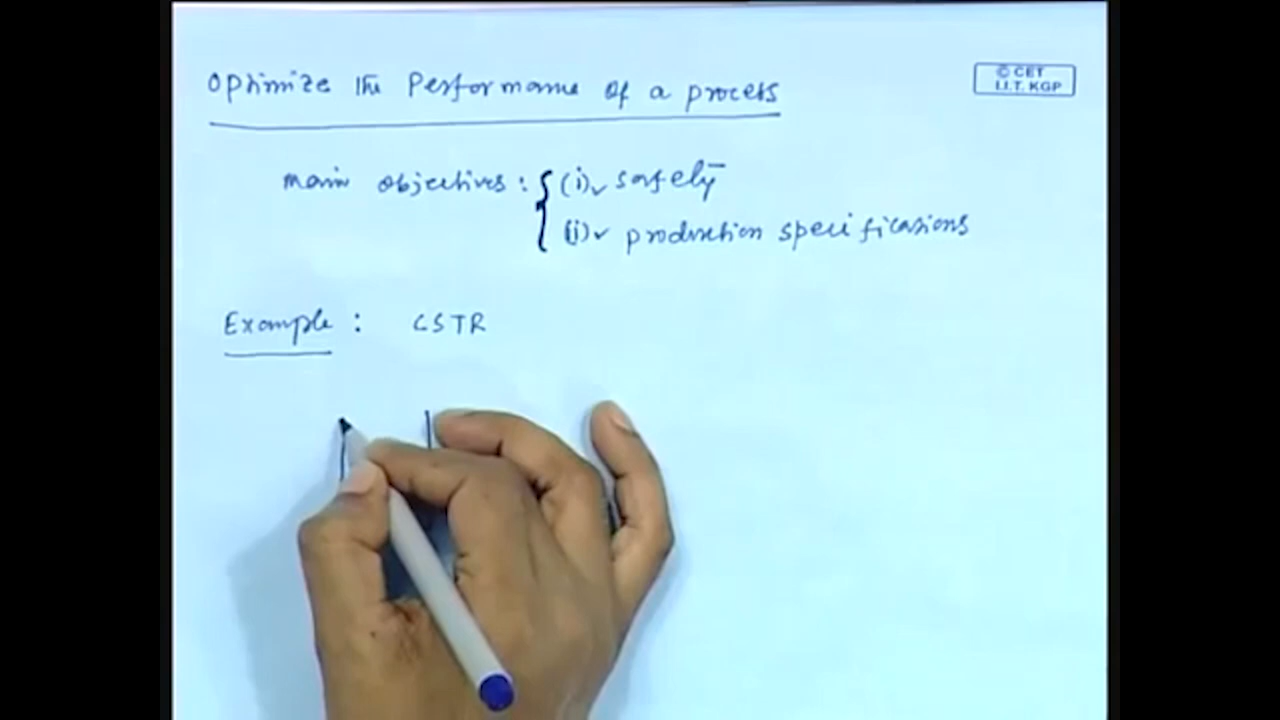 Optimize the Performance of a process
© CET
I.I.T. KGP
main objectives : { (i) safety
(ii) production specifications
Example : CSTR